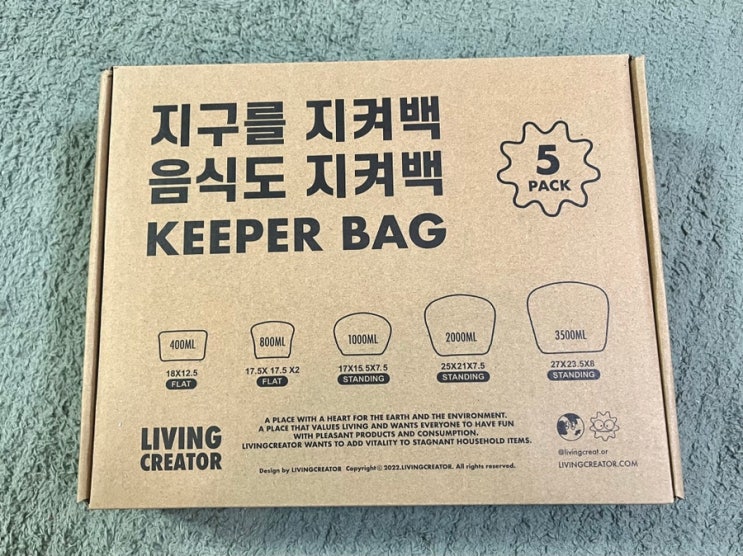 지구를 지켜백
음식도 지켜백
KEEPER BAG
5
PACK
400ML
18X12.5
FLAT
800ML
17.5X 17.5 X2
FLAT
1000ML
17X15.5X7.5
STANDING
2000ML
25X21X7.5
STANDING
3500ML
27X23.5X8
STANDING
LIVING
CREATOR
A PLACE WITH A HEART FOR THE EARTH AND THE ENVIRONMENT.
A PLACE THAT VALUES LIVING AND WANTS EVERYONE TO HAVE FUN
WITH PLEASANT PRODUCTS AND CONSUMPTION.
LIVINGCREATOR WANTS TO ADD VITALITY TO STAGNANT HOUSEHOLD ITEMS.
Design by LIVINGCREATOR Copyright© 2022.LIVINGCREATOR. All rights reserved.
@livingcreat.or
LIVINGCREATOR.COM